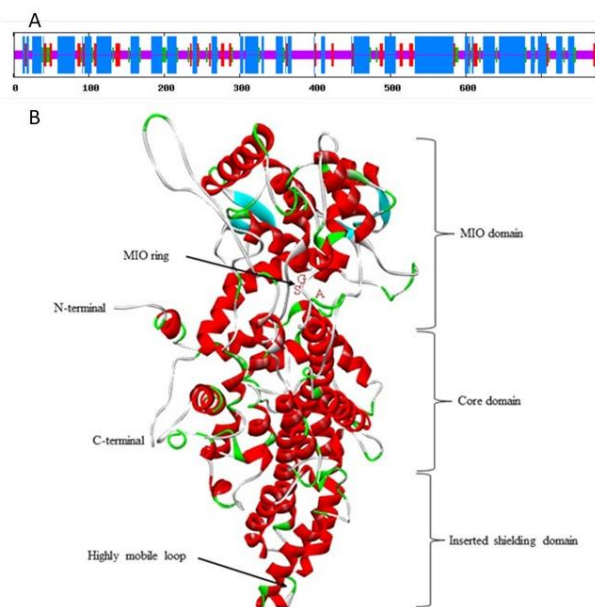 A
0 100 200 300 400 500 600
B
MIO domain
MIO ring
G
S A
N-terminal
Core domain
C-terminal
Inserted shielding domain
Highly mobile loop